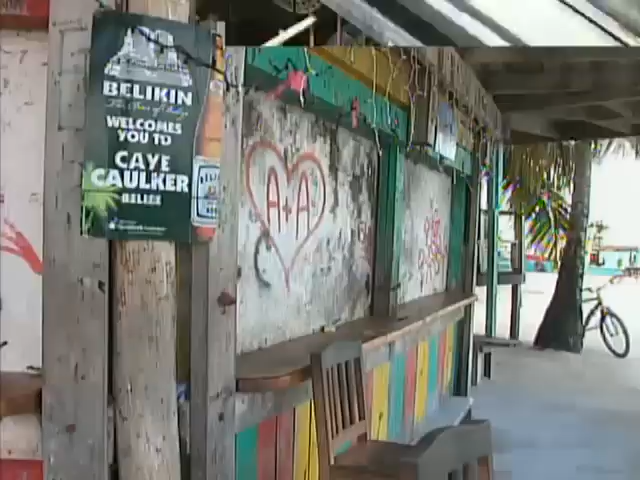 BELIKIN
WELCOMES
YOU TO
CAYE
CAULKER
BELIZE
A+A